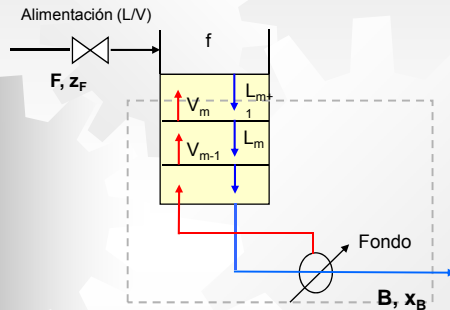 Alimentación (L/V)
f
F, zF
Vm
Lm+1
Vm-1
Lm
Fondo
B, xB